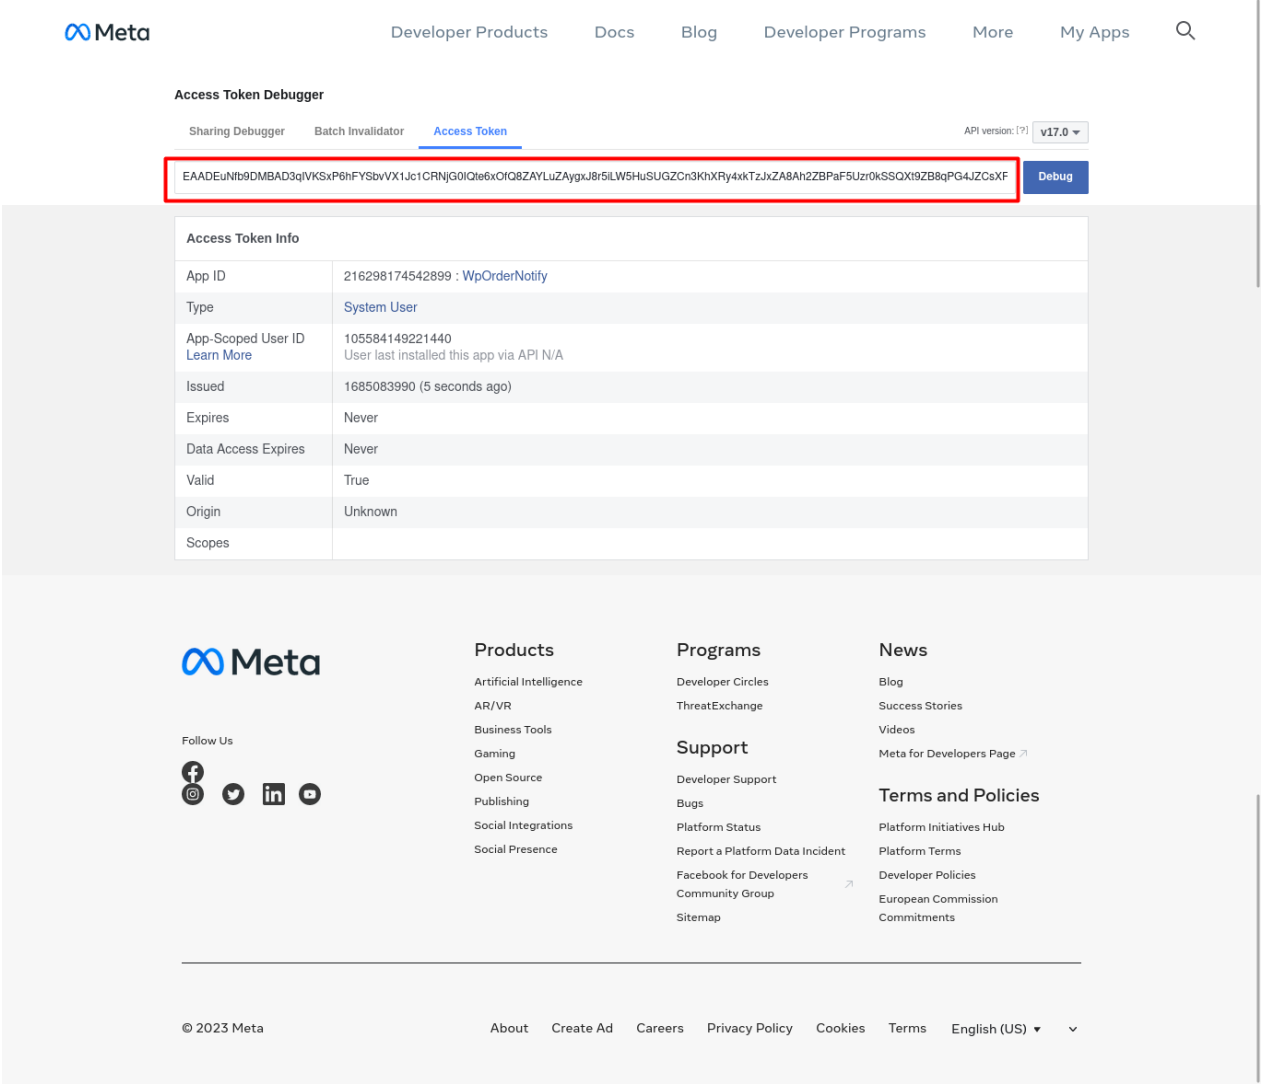 Meta
Developer Products Docs Blog Developer Programs More My Apps
Access Token Debugger
Sharing Debugger Batch Invalidator Access Token API version: [?] v17.0
EAADEuNfb9DMBAD3qIVKSxP6hFYSbvVX1Jc1CRNjG0IQte6xOfQ8ZAYLuZAygxJ8r5iLW5HuSUGZCn3KhXRy4xkTzJxZA8Ah2ZBPaF5Uzr0kSSQXt9ZB8qPG4JZCsXF Debug
Access Token Info
App ID 216298174542899 : WpOrderNotify
Type System User
App-Scoped User ID 105584149221440
Learn More User last installed this app via API N/A
Issued 1685083990 (5 seconds ago)
Expires Never
Data Access Expires Never
Valid True
Origin Unknown
Scopes
Meta
Follow Us
Products
Artificial Intelligence
AR/VR
Business Tools
Gaming
Open Source
Publishing
Social Integrations
Social Presence
Programs
Developer Circles
ThreatExchange
Support
Developer Support
Bugs
Platform Status
Report a Platform Data Incident
Facebook for Developers
Community Group
Sitemap
News
Blog
Success Stories
Videos
Meta for Developers Page
Terms and Policies
Platform Initiatives Hub
Platform Terms
Developer Policies
European Commission
Commitments
© 2023 Meta About Create Ad Careers Privacy Policy Cookies Terms English (US)